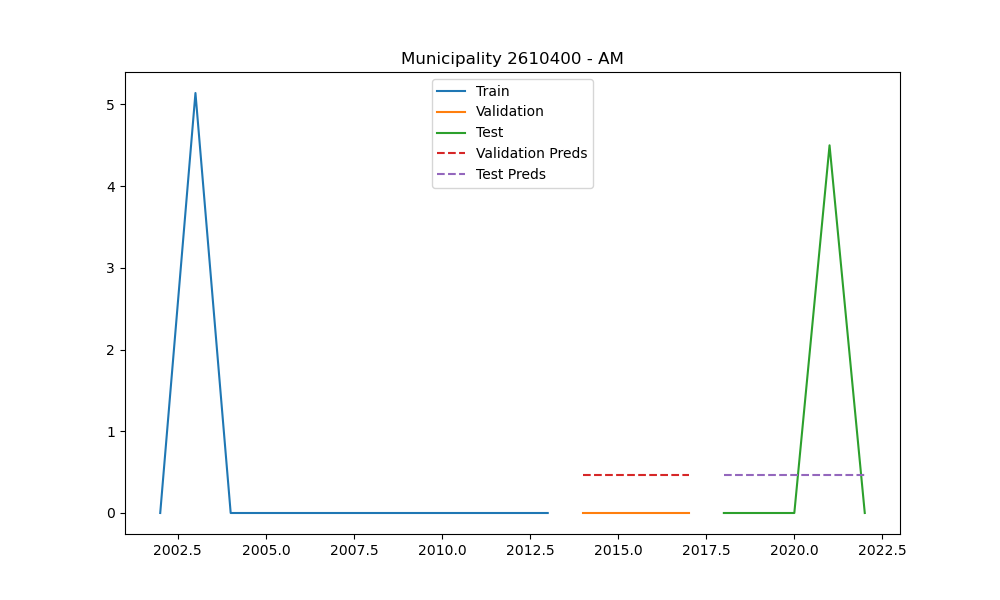 Municipality 2610400 - AM
Train
Validation
Test
Validation Preds
Test Preds
5
4
3
2
1
0
2002.5 2005.0 2007.5 2010.0 2012.5 2015.0 2017.5 2020.0 2022.5